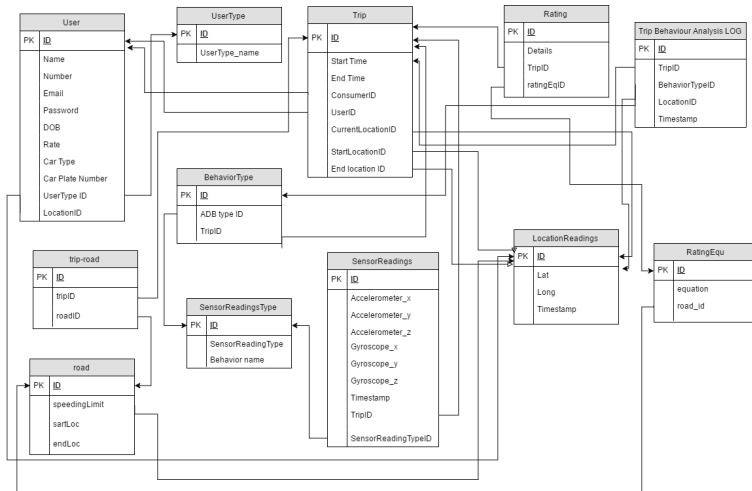 User
PK ID
Name
Number
Email
Password
DOB
Rate
Car Type
Car Plate Number
UserType ID
LocationID
UserType
PK ID
UserType_name
Trip
PK ID
Start Time
End Time
ConsumerID
UserID
CurrentLocationID
StartLocationID
End location ID
Rating
PK ID
Details
TripID
ratingEqID
Trip Behaviour Analysis LOG
PK ID
TripID
BehaviorTypeID
LocationID
Timestamp
BehaviorType
PK ID
ADB type ID
TripID
trip-road
PK ID
tripID
roadID
SensorReadingsType
PK ID
SensorReadingType
Behavior name
SensorReadings
PK ID
Accelerometer_x
Accelerometer_y
Accelerometer_z
Gyroscope_x
Gyroscope_y
Gyroscope_z
Timestamp
TripID
SensorReadingTypeID
LocationReadings
PK ID
Lat
Long
Timestamp
RatingEqu
PK ID
equation
road_id
road
PK ID
speedingLimit
sartLoc
endLoc